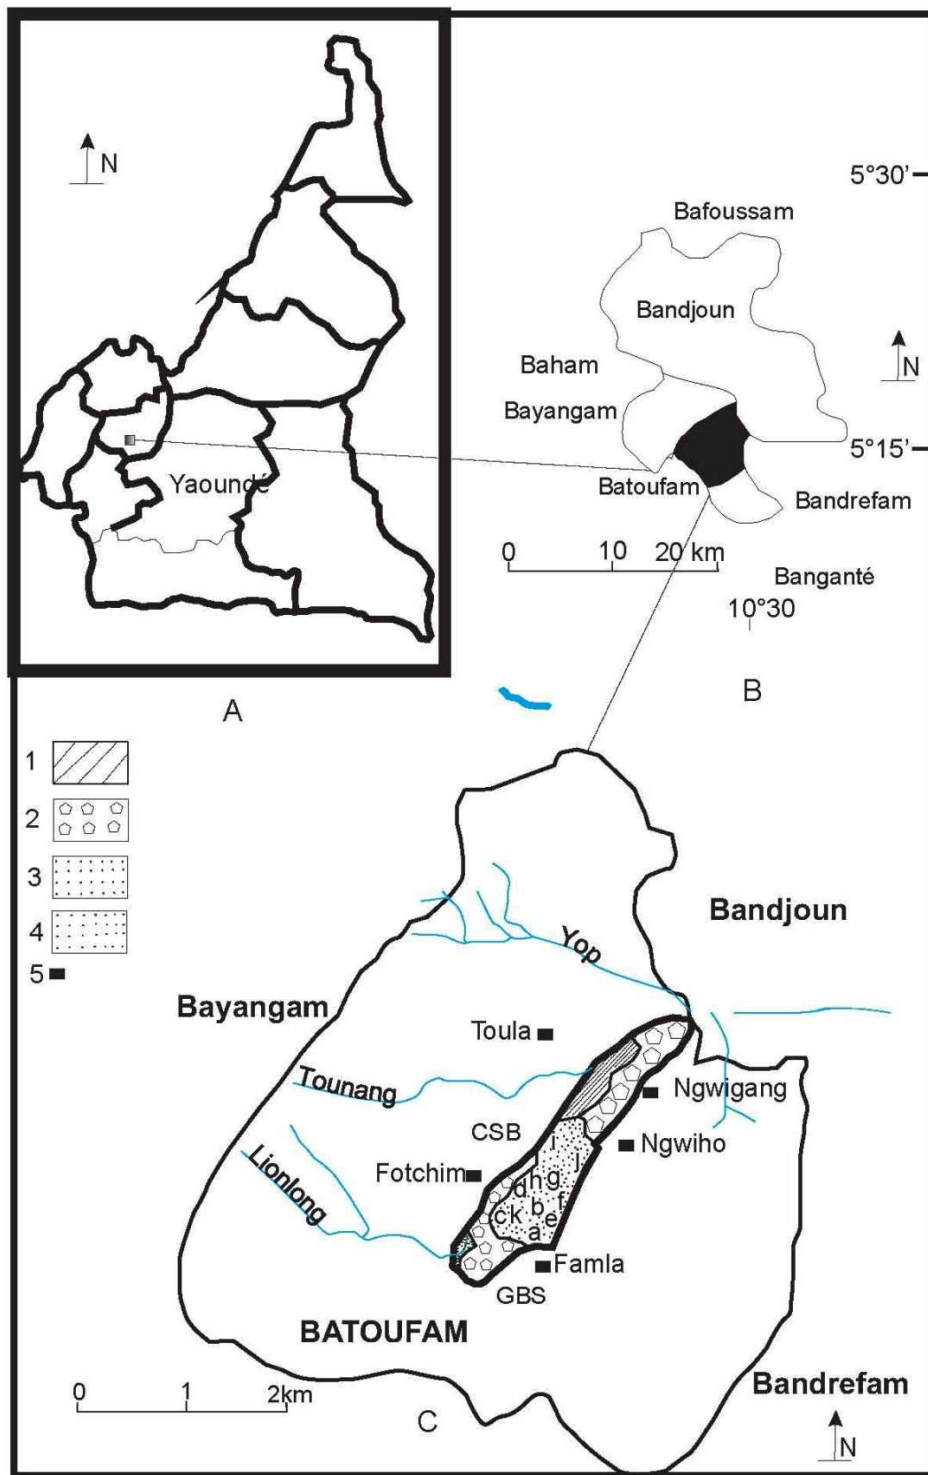 N
Yaoundé
A
5°30'
Bafoussam
Bandjoun
N
Baham
Bayangam
5°15'
Batoufam
Bandrefam
0 10 20 km
Banganté
10°30
B
1
2
3
4
5
Bandjoun
Yop
Bayangam
Toula
Tounang
Ngwigang
CSB
Ngwiho
i
j
Fotchim
d
h
g
Lionlong
c
k
b
f
e
a
Famla
GBS
BATOUFAM
Bandrefam
0 1 2km
C
N